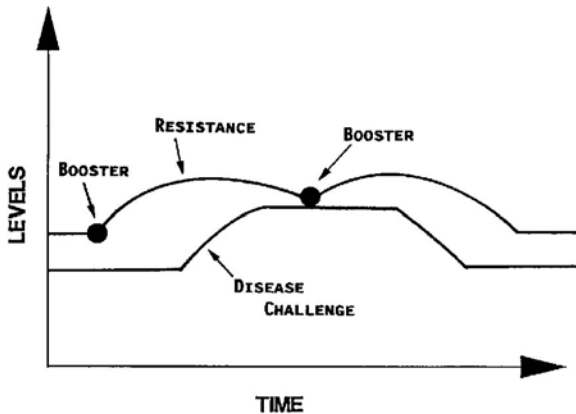 RESISTANCE
BOOSTER
BOOSTER
LEVELS
DISEASE
CHALLENGE
TIME